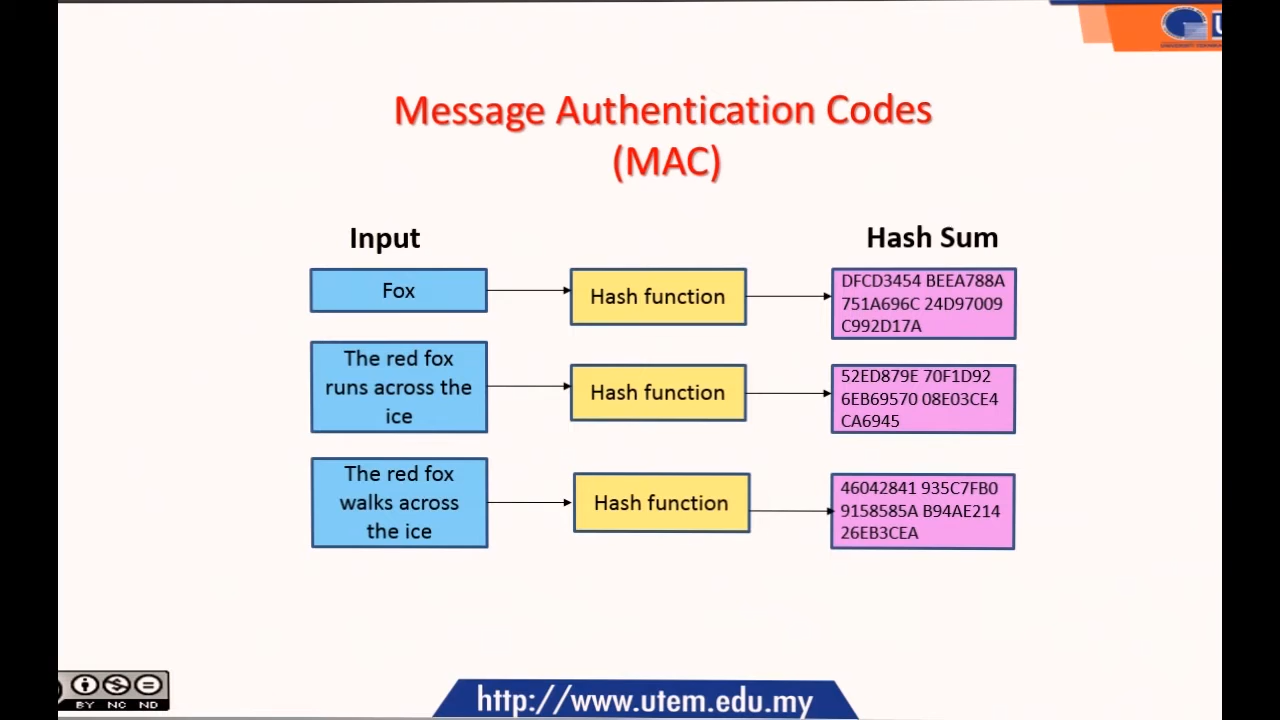 Message Authentication Codes
(MAC)
Input
Hash Sum
Fox
Hash function
DFCD3454 BEEA788A
751A696C 24D97009
C992D17A
The red fox
runs across the
ice
Hash function
52ED879E 70F1D92
6EB69570 08E03CE4
CA6945
The red fox
walks across
the ice
Hash function
46042841 935C7FB0
9158585A B94AE214
26EB3CEA
BY NC ND
http://www.utem.edu.my